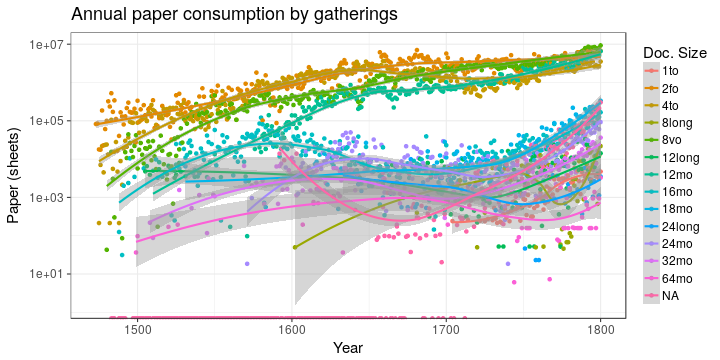 Annual paper consumption by gatherings
1e+07
1e+05
1e+03
1e+01
Paper (sheets)
1500
1600
1700
1800
Year
Doc. Size
1to
2fo
4to
8long
8vo
12long
12mo
16mo
18mo
24long
24mo
32mo
64mo
NA